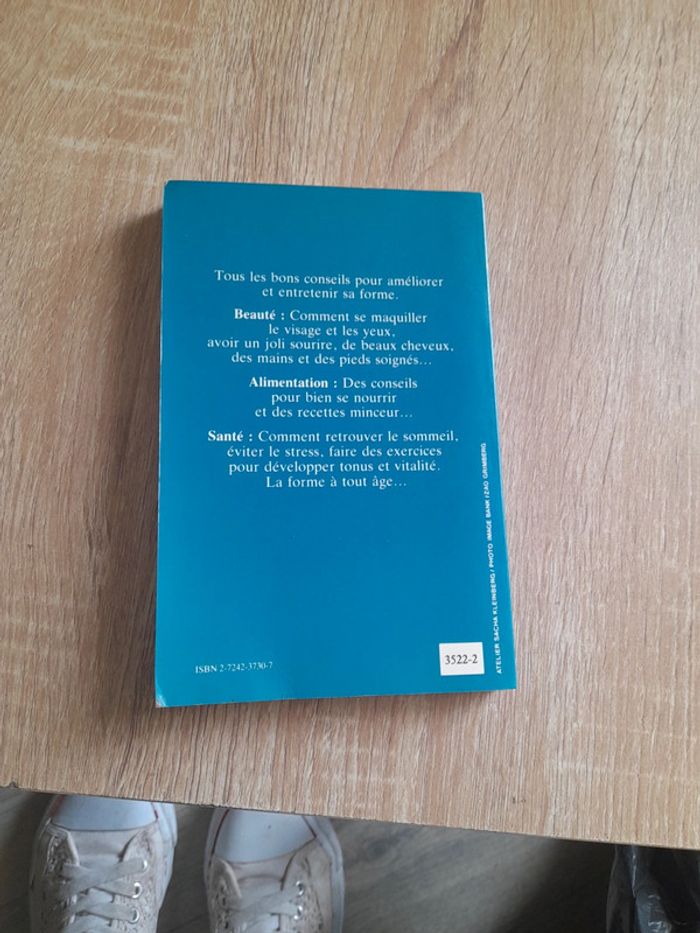 Tous les bons conseils pour améliorer
et entretenir sa forme.
Beauté : Comment se maquiller
le visage et les yeux,
avoir un joli sourire, de beaux cheveux,
des mains et des pieds soignés...
Alimentation : Des conseils
pour bien se nourrir
et des recettes minceur...
Santé : Comment retrouver le sommeil,
éviter le stress, faire des exercices
pour développer tonus et vitalité.
La forme à tout âge...
ATELIER SACHA KLEINBERG / PHOTO IMAGE BANK / ZAO GRIMBERG
ISBN 2-7242-3730-7
3522-2